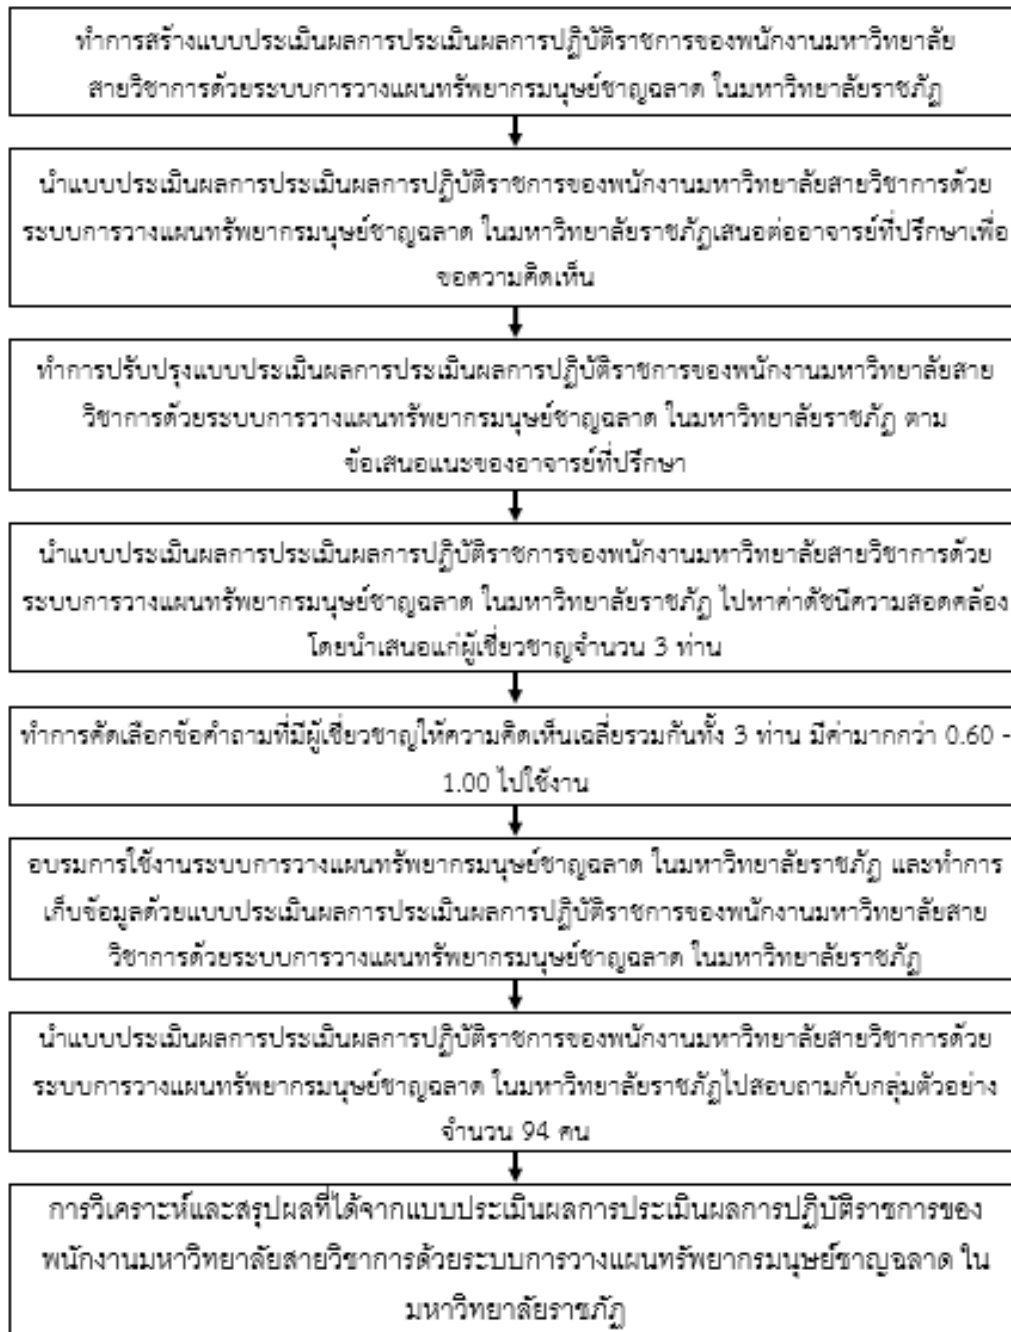 ทำการสร้างแบบประเมินผลการประเมินผลการปฏิบัติราชการของพนักงานมหาวิทยาลัย
สายวิชาการด้วยระบบการวางแผนทรัพยากรมนุษย์ชาญฉลาด ในมหาวิทยาลัยราชภัฏ
นำแบบประเมินผลการประเมินผลการปฏิบัติราชการของพนักงานมหาวิทยาลัยสายวิชาการด้วย
ระบบการวางแผนทรัพยากรมนุษย์ชาญฉลาด ในมหาวิทยาลัยราชภัฏเสนอต่ออาจารย์ที่ปรึกษาเพื่อ
ขอความคิดเห็น
ทำการปรับปรุงแบบประเมินผลการประเมินผลการปฏิบัติราชการของพนักงานมหาวิทยาลัยสาย
วิชาการด้วยระบบการวางแผนทรัพยากรมนุษย์ชาญฉลาด ในมหาวิทยาลัยราชภัฏ ตาม
ข้อเสนอแนะของอาจารย์ที่ปรึกษา
นำแบบประเมินผลการประเมินผลการปฏิบัติราชการของพนักงานมหาวิทยาลัยสายวิชาการด้วย
ระบบการวางแผนทรัพยากรมนุษย์ชาญฉลาด ในมหาวิทยาลัยราชภัฏ ไปหาค่าดัชนีความสอดคล้อง
โดยนำเสนอแก่ผู้เชี่ยวชาญจำนวน 3 ท่าน
ทำการคัดเลือกข้อคำถามที่มีผู้เชี่ยวชาญให้ความคิดเห็นเฉลี่ยรวมกันทั้ง 3 ท่าน มีค่ามากกว่า 0.60 -
1.00 ไปใช้งาน
อบรมการใช้งานระบบการวางแผนทรัพยากรมนุษย์ชาญฉลาด ในมหาวิทยาลัยราชภัฏ และทำการ
เก็บข้อมูลด้วยแบบประเมินผลการประเมินผลการปฏิบัติราชการของพนักงานมหาวิทยาลัยสาย
วิชาการด้วยระบบการวางแผนทรัพยากรมนุษย์ชาญฉลาด ในมหาวิทยาลัยราชภัฏ
นำแบบประเมินผลการประเมินผลการปฏิบัติราชการของพนักงานมหาวิทยาลัยสายวิชาการด้วย
ระบบการวางแผนทรัพยากรมนุษย์ชาญฉลาด ในมหาวิทยาลัยราชภัฏไปสอบถามกับกลุ่มตัวอย่าง
จำนวน 94 คน
การวิเคราะห์และสรุปผลที่ได้จากแบบประเมินผลการประเมินผลการปฏิบัติราชการของ
พนักงานมหาวิทยาลัยสายวิชาการด้วยระบบการวางแผนทรัพยากรมนุษย์ชาญฉลาด ใน
มหาวิทยาลัยราชภัฏ